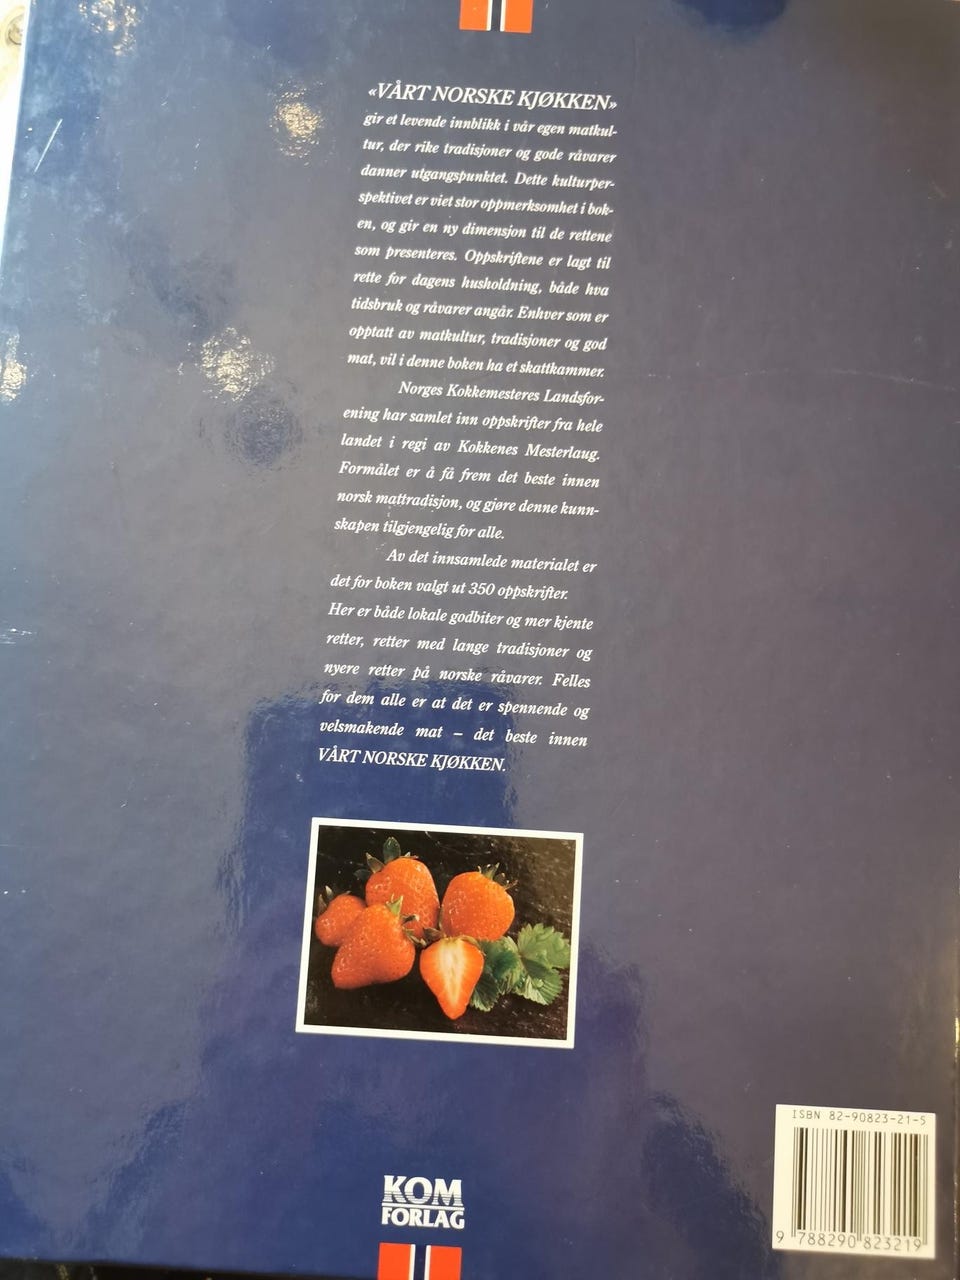 «VÅRT NORSKE KJØKKEN»
gir et levende innblikk i vår egen matkul-
tur, der rike tradisjoner og gode råvarer
danner utgangspunktet. Dette kulturper-
spektivet er viet stor oppmerksomhet i bok-
en, og gir en ny dimensjon til de rettene
som presenteres. Oppskriftene er lagt til
rette for dagens husholdning, både hva
tidsbruk og råvarer angår. Enhver som er
opptatt av matkultur, tradisjoner og god
mat, vil i denne boken ha et skattkammer.
Norges Kokkemesteres Landsfor-
ening har samlet inn oppskrifter fra hele
landet i regi av Kokkenes Mesterlaug.
Formålet er å få frem det beste innen
norsk mattradisjon, og gjøre denne kunn-
skapen tilgjengelig for alle.
Av det innsamlede materialet er
det for boken valgt ut 350 oppskrifter.
Her er både lokale godbiter og mer kjente
retter, retter med lange tradisjoner og
nyere retter på norske råvarer. Felles
for dem alle er at det er spennende og
velsmakende mat – det beste innen
VÅRT NORSKE KJØKKEN.
ISBN 82-90823-21-5
9 788290 823219
KOM
FORLAG